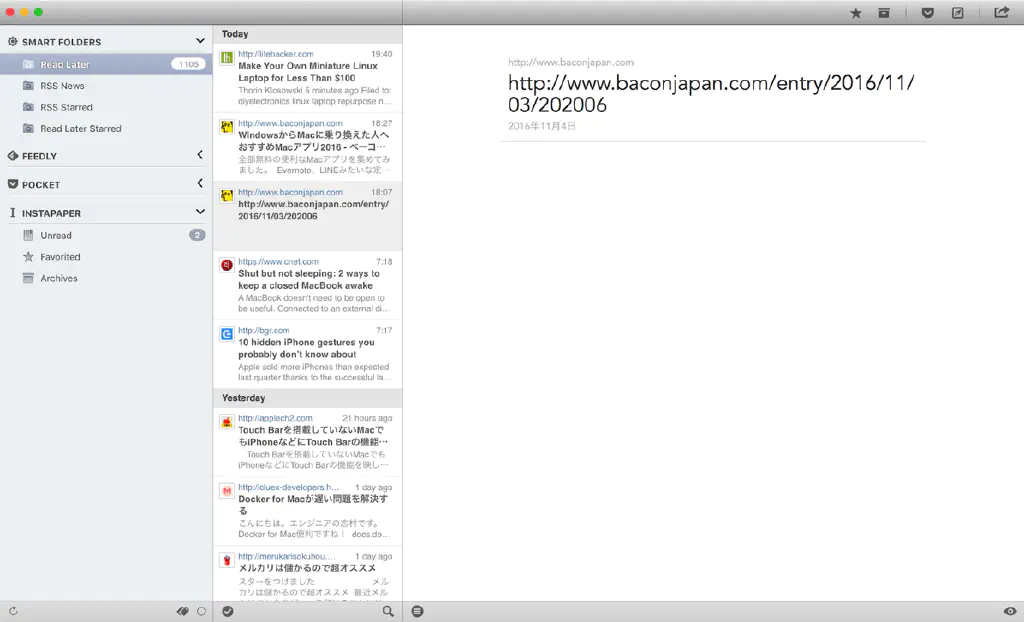 SMART FOLDERS
Read Later 1105
RSS News
RSS Starred
Read Later Starred
FEEDLY
POCKET
INSTAPAPER
Unread 2
Favorited
Archives
Today
http://lifehacker.com 19:40
Make Your Own Miniature Linux
Laptop for Less Than $100
Thorin Klosowski 5 minutes ago Filed to:
diyelectronics linux laptop repurpose n...
http://www.baconjapan.com 18:27
WindowsからMacに乗り換えた人へ
おすすめMacアプリ2016 - ベーコ…
全部無料の便利なMacアプリを集めてみ
ました。 Evernote、LINEみたいな定…
http://www.baconjapan.com 18:07
http://www.baconjapan.com/entry/
2016/11/03/202006
https://www.cnet.com 7:18
Shut but not sleeping: 2 ways to
keep a closed MacBook awake
A MacBook doesn't need to be open to
be useful. Connected to an external di...
http://bgr.com 7:17
10 hidden iPhone gestures you
probably don't know about
Apple sold more iPhones than expected
last quarter thanks to the successful la...
Yesterday
http://applech2.com 21 hours ago
Touch Barを搭載していないMacで
もiPhoneなどにTouch Barの機能…
Touch Barを搭載していないMacでも
iPhoneなどにTouch Barの機能を映し…
http://cluex-developers.h... 1 day ago
Docker for Macが遅い問題を解決す
る
こんにちは。エンジニアの志村です。
Docker for Mac便利ですね！ docs.do...
http://merukarisokuhou.... 1 day ago
メルカリは儲かるので超オススメ
スターをつけました メル
カリは儲かるので超オススメ 最近メル
http://www.baconjapan.com
http://www.baconjapan.com/entry/2016/11/
03/202006
2016年11月4日